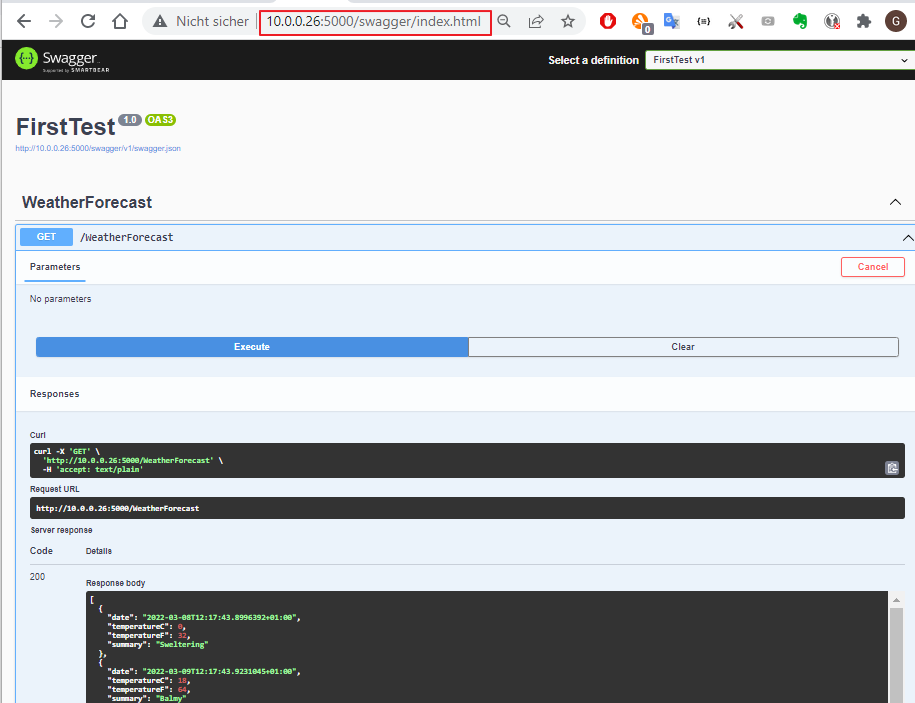 Nicht sicher 10.0.0.26:5000/swagger/index.html 0 G
Swagger Select a definition FirstTest v1
Supported by SMARTBEAR
FirstTest 1.0 OAS3
http://10.0.0.26:5000/swagger/v1/swagger.json
WeatherForecast
GET /WeatherForecast
Parameters Cancel
No parameters
Execute Clear
Responses
Curl
curl -X 'GET' \
'http://10.0.0.26:5000/WeatherForecast' \
-H 'accept: text/plain'
Request URL
http://10.0.0.26:5000/WeatherForecast
Server response
Code Details
200
Response body
[
{
"date": "2022-03-08T12:17:43.8996392+01:00",
"temperatureC": 0,
"temperatureF": 32,
"summary": "Sweltering"
},
{
"date": "2022-03-09T12:17:43.9231045+01:00",
"temperatureC": 18,
"temperatureF": 64,
"summary": "Balmy"